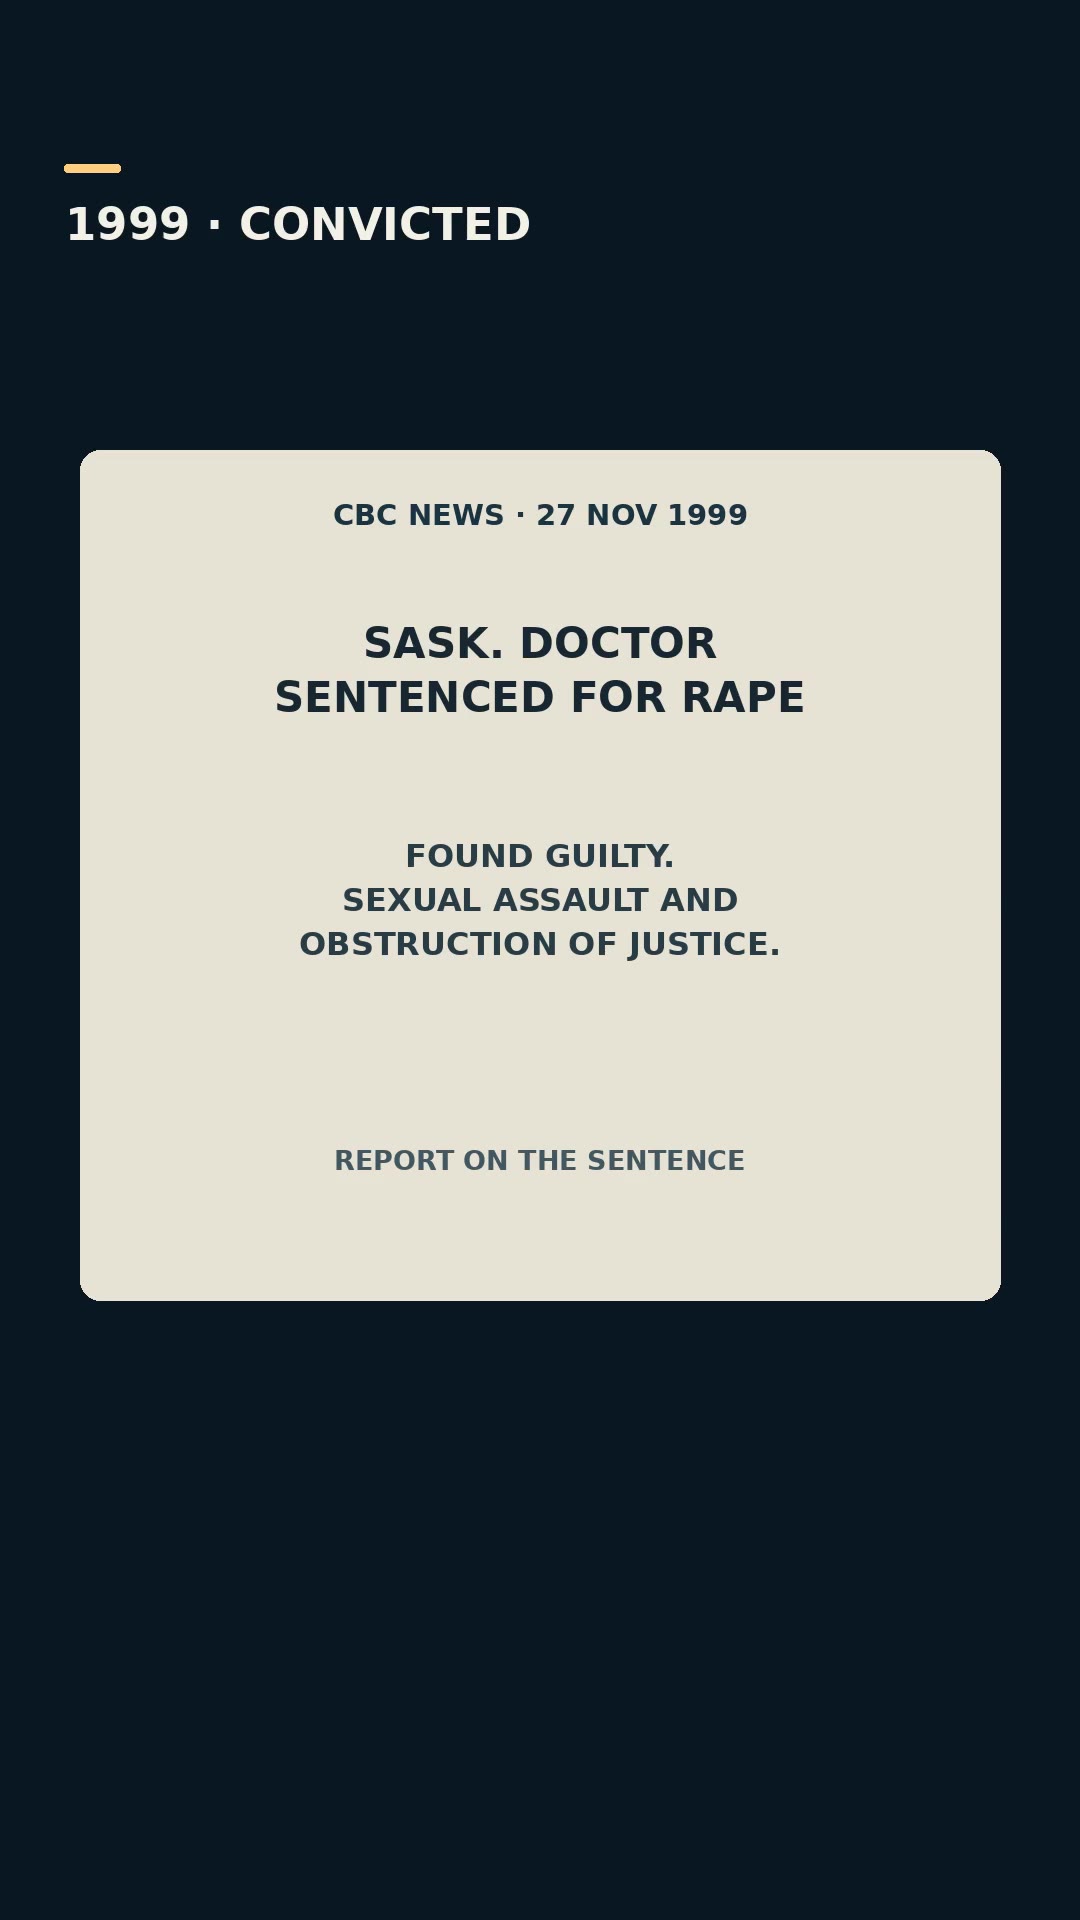 1999 · CONVICTED
CBC NEWS · 27 NOV 1999
SASK. DOCTOR
SENTENCED FOR RAPE
FOUND GUILTY.
SEXUAL ASSAULT AND
OBSTRUCTION OF JUSTICE.
REPORT ON THE SENTENCE